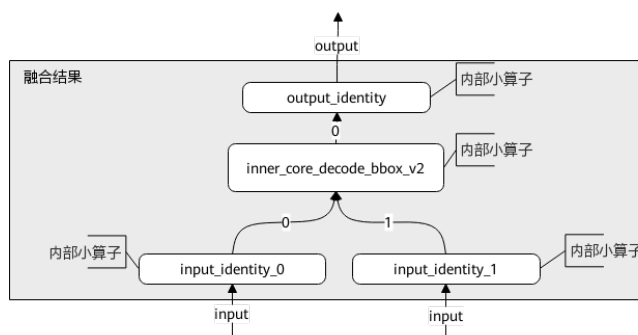 output
融合结果
内部小算子
output_identity
0
内部小算子
inner_core_decode_bbox_v2
0
1
内部小算子
内部小算子
input_identity_0
input_identity_1
input
input